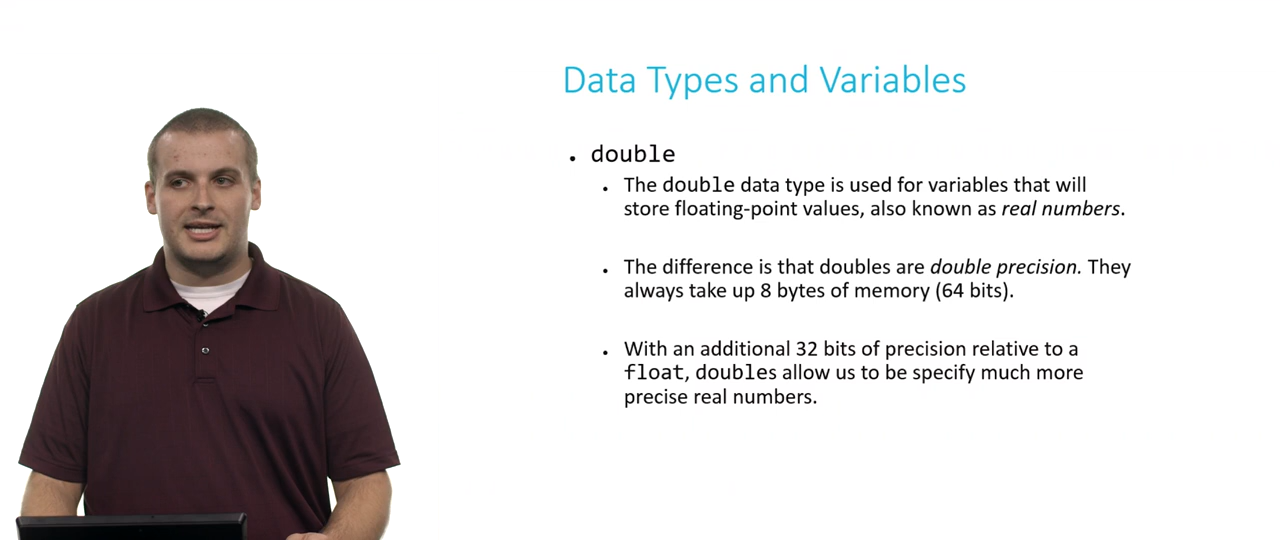 Data Types and Variables
• double
• The double data type is used for variables that will
store floating-point values, also known as real numbers.
• The difference is that doubles are double precision. They
always take up 8 bytes of memory (64 bits).
• With an additional 32 bits of precision relative to a
float, doubles allow us to be specify much more
precise real numbers.